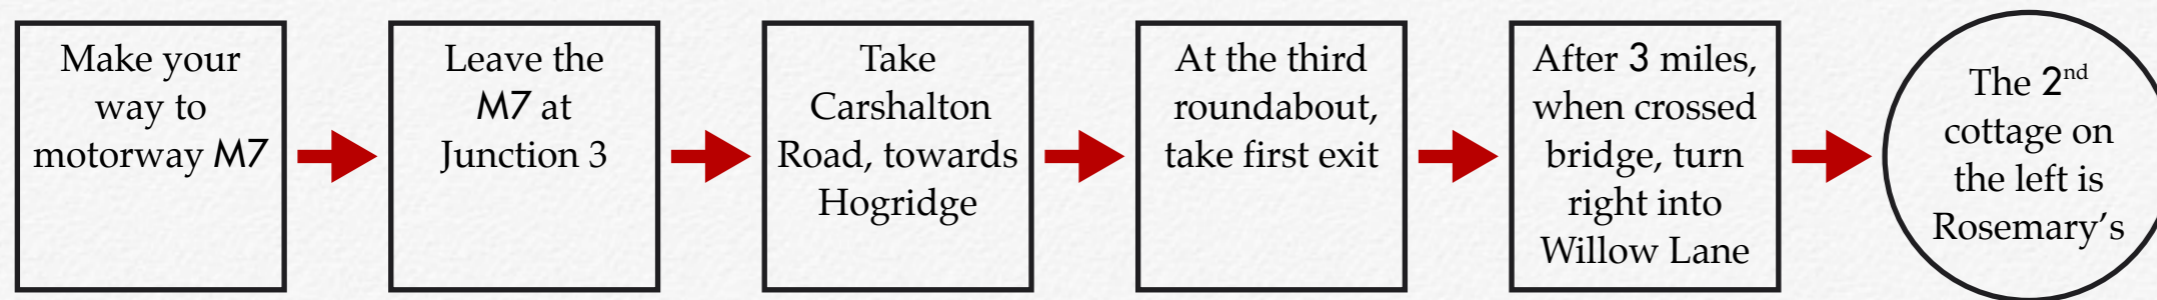 Make your
way to
motorway M7
Leave the
M7 at
Junction 3
Take
Carshalton
Road, towards
Hogridge
At the third
roundabout,
take first exit
After 3 miles,
when crossed
bridge, turn
right into
Willow Lane
The 2nd
cottage on
the left is
Rosemary’s